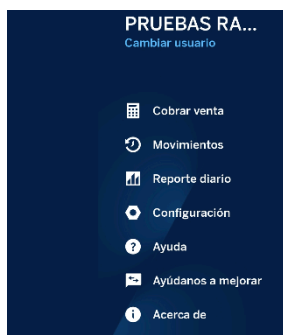 PRUEBAS RA...
Cambiar usuario
Cobrar venta
Movimientos
Reporte diario
Configuración
Ayuda
Ayúdanos a mejorar
Acerca de